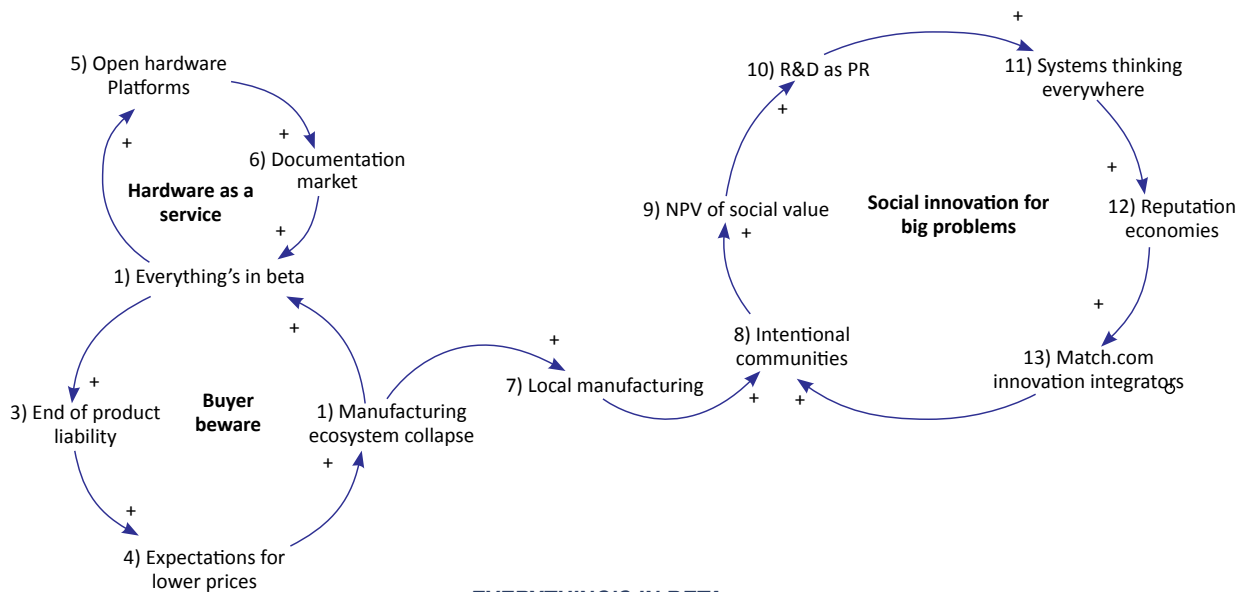 5) Open hardware
Platforms
+
+
6) Documentation
market
Hardware as a
service
+
1) Everything's in beta
+
+
3) End of product
liability
Buyer
beware
1) Manufacturing
ecosystem collapse
+
+
4) Expectations for
lower prices
+
7) Local manufacturing
+
+
8) Intentional
communities
9) NPV of social value
+
10) R&D as PR
+
+
11) Systems thinking
everywhere
+
Social innovation for
big problems
12) Reputation
economies
+
13) Match.com
innovation integrators